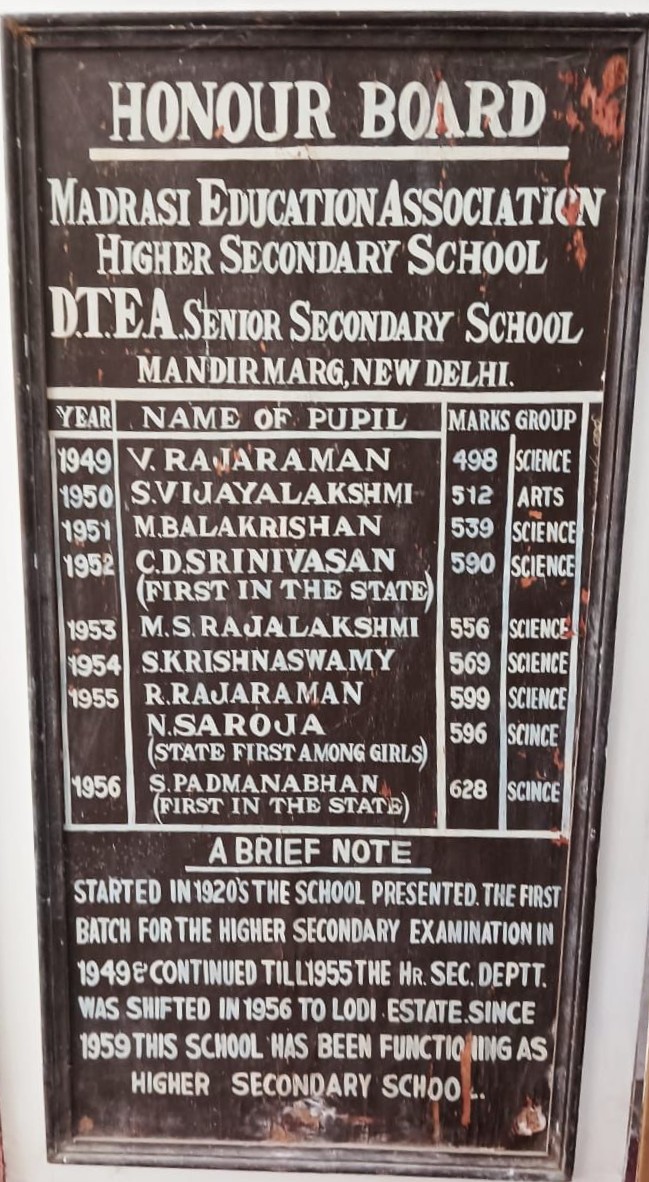 HONOUR BOARD
MADRASI EDUCATION ASSOCIATION
HIGHER SECONDARY SCHOOL
D.T.E.A. SENIOR SECONDARY SCHOOL
MANDIR MARG, NEW DELHI.
YEAR NAME OF PUPIL MARKS GROUP
1949 V. RAJARAMAN 498 SCIENCE
1950 S.VIJAYALAKSHMI 512 ARTS
1951 M.BALAKRISHAN 539 SCIENCE
1952 C.D.SRINIVASAN 590 SCIENCE
(FIRST IN THE STATE)
1953 M.S. RAJALAKSHMI 556 SCIENCE
1954 S.KRISHNASWAMY 569 SCIENCE
1955 R.RAJARAMAN 599 SCIENCE
N.SAROJA 596 SCINCE
(STATE FIRST AMONG GIRLS)
1956 S.PADMANABHAN 628 SCINCE
(FIRST IN THE STATE)
A BRIEF NOTE
STARTED IN 1920'S THE SCHOOL PRESENTED. THE FIRST
BATCH FOR THE HIGHER SECONDARY EXAMINATION IN
1949 & CONTINUED TILL 1955 THE HR. SEC. DEPTT.
WAS SHIFTED IN 1956 TO LODI ESTATE. SINCE
1959 THIS SCHOOL HAS BEEN FUNCTIONING AS
HIGHER SECONDARY SCHOOL.